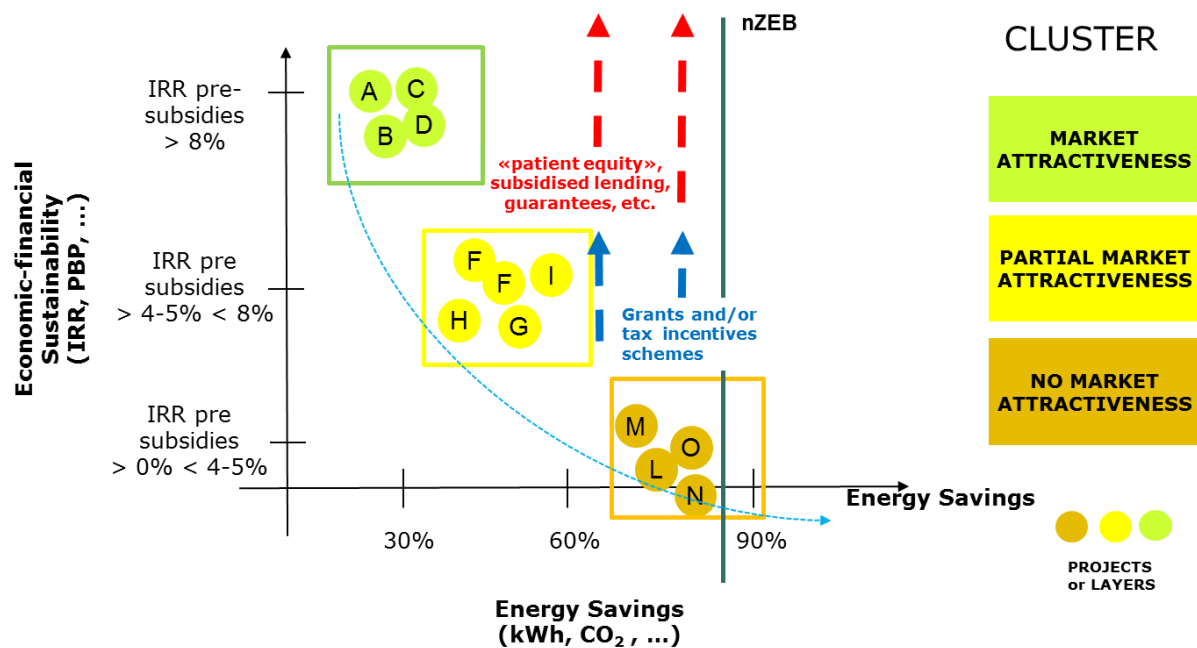 nZEB
CLUSTER
IRR pre-
subsidies
> 8%
A
C
B
D
MARKET
ATTRACTIVENESS
«patient equity»,
subsidised lending,
guarantees, etc.
Economic-financial
Sustainability
(IRR, PBP, ...)
IRR pre
subsidies
> 4-5% < 8%
F
F
I
H
G
PARTIAL MARKET
ATTRACTIVENESS
Grants and/or
tax incentives
schemes
IRR pre
subsidies
> 0% < 4-5%
M
O
L
N
NO MARKET
ATTRACTIVENESS
Energy Savings
30%
60%
90%
PROJECTS
or LAYERS
Energy Savings
(kWh, CO₂ , ...)